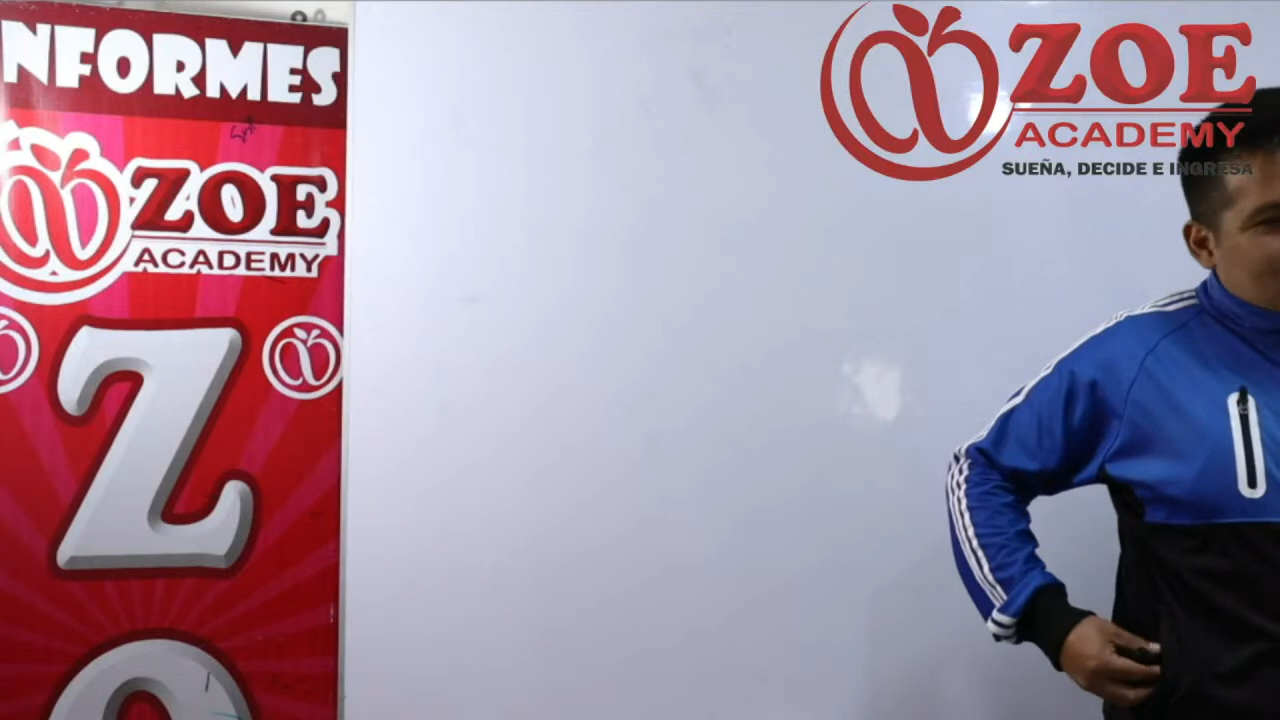 NFORMES
ZOE
ACADEMY
Z
ZOE
ACADEMY
SUEÑA, DECIDE E INGRESA